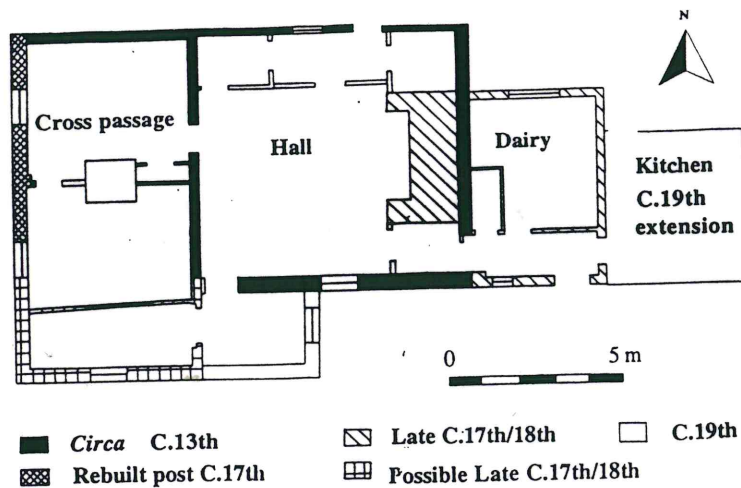 N
Cross passage
Hall
Dairy
Kitchen
C.19th
extension
0 5 m
Circa C.13th
Late C.17th/18th
C.19th
Rebuilt post C.17th
Possible Late C.17th/18th